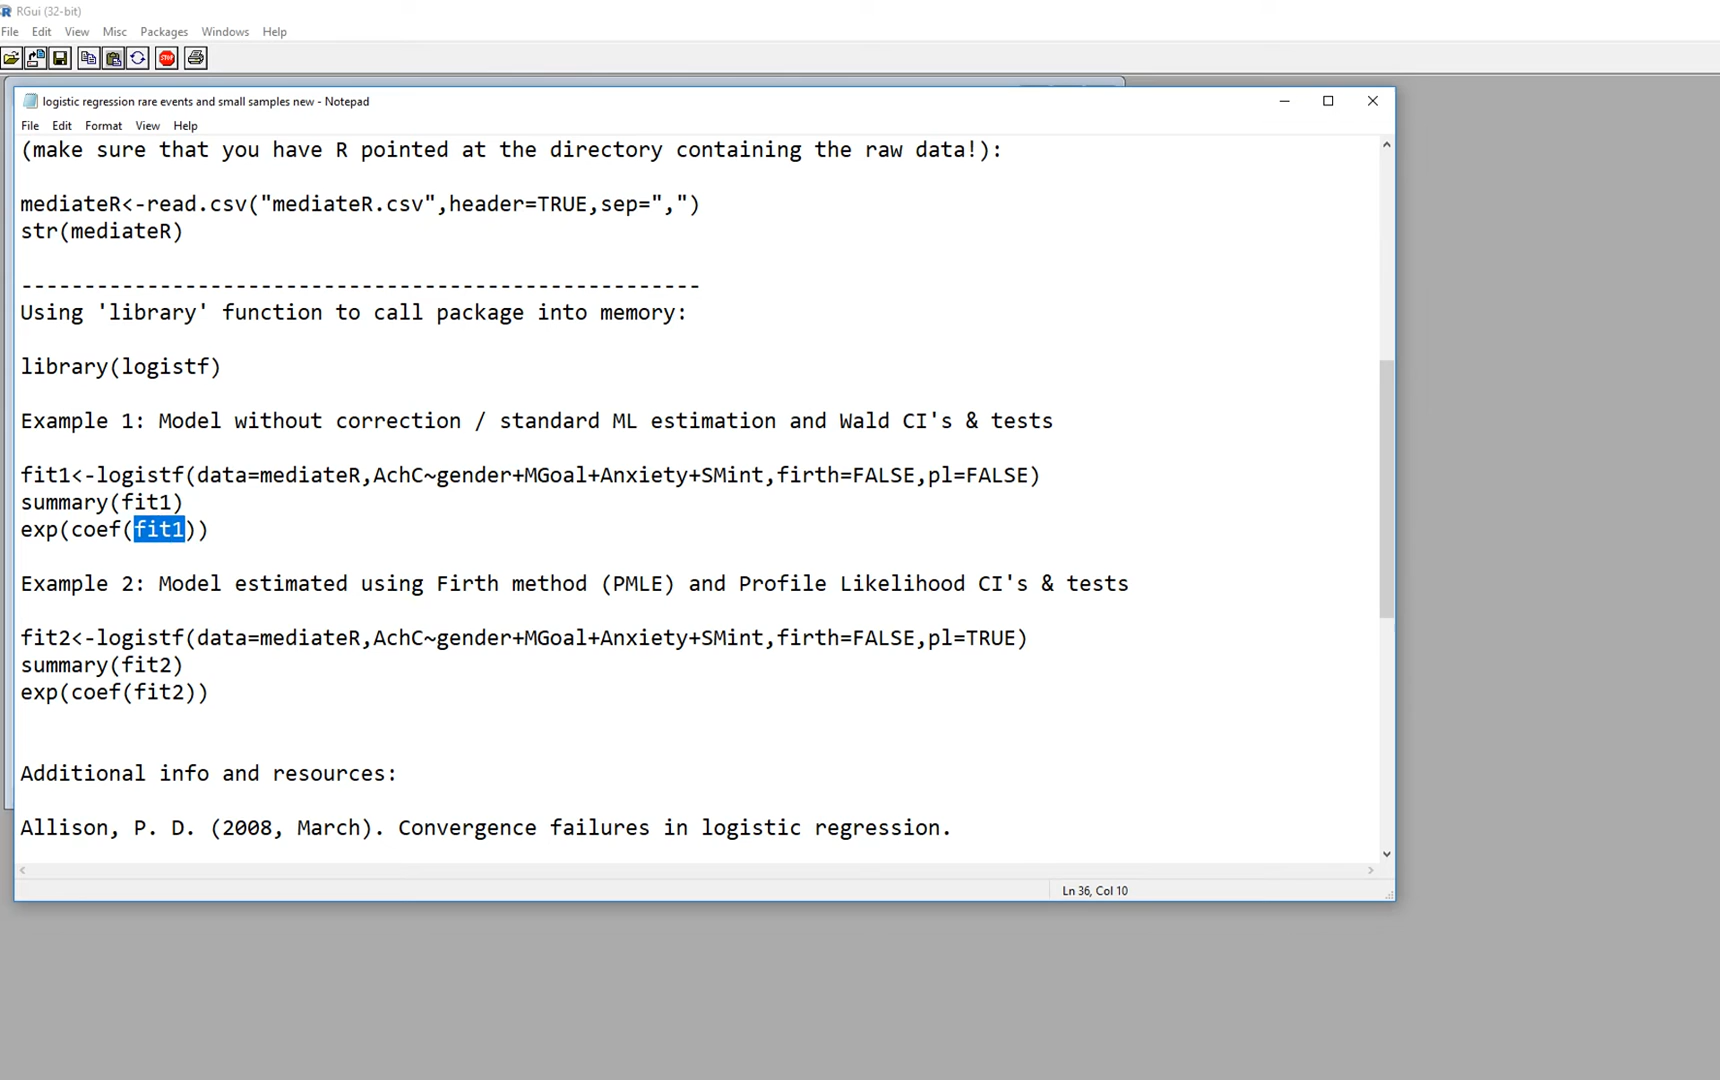 RGui (32-bit)
File Edit View Misc Packages Windows Help
STOP
logistic regression rare events and small samples new - Notepad
File Edit Format View Help
(make sure that you have R pointed at the directory containing the raw data!):
mediateR<-read.csv("mediateR.csv",header=TRUE,sep=",")
str(mediateR)
------------------------------------------------------
Using 'library' function to call package into memory:
library(logistf)
Example 1: Model without correction / standard ML estimation and Wald CI's & tests
fit1<-logistf(data=mediateR,AchC~gender+MGoal+Anxiety+SMint,firth=FALSE,pl=FALSE)
summary(fit1)
exp(coef(fit1))
Example 2: Model estimated using Firth method (PMLE) and Profile Likelihood CI's & tests
fit2<-logistf(data=mediateR,AchC~gender+MGoal+Anxiety+SMint,firth=FALSE,pl=TRUE)
summary(fit2)
exp(coef(fit2))
Additional info and resources:
Allison, P. D. (2008, March). Convergence failures in logistic regression.
Ln 36, Col 10